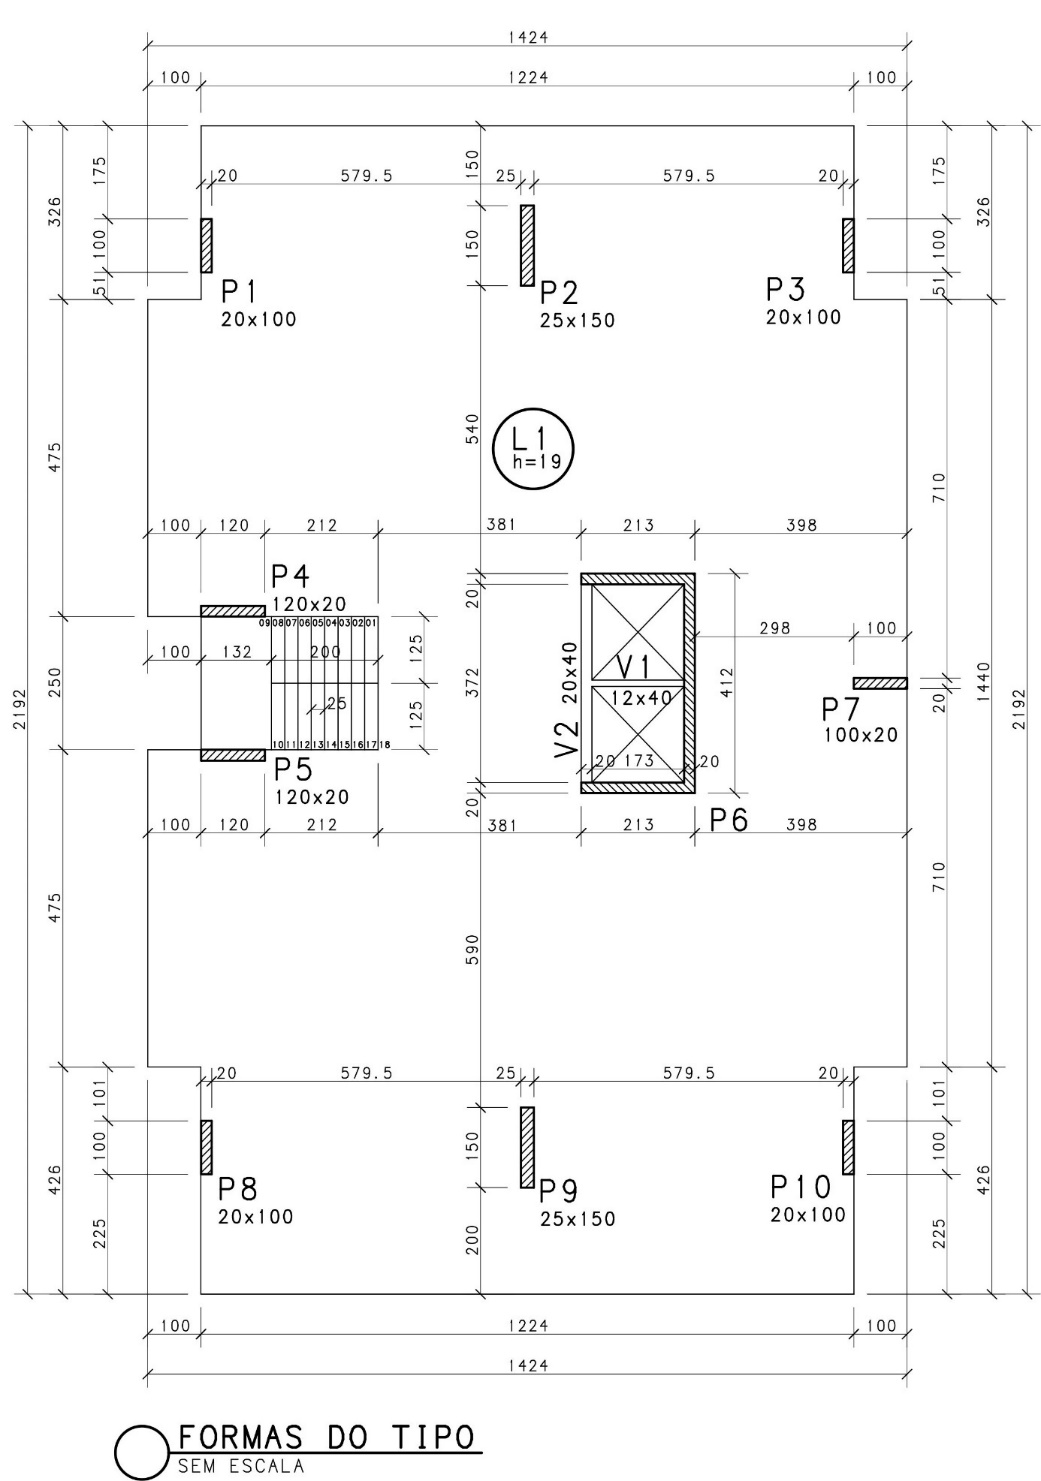 1424
100 1224 100
175 20 579.5 25 150 579.5 20 175
326 100 150 100 326
51 P1 P2 P3 51
20x100 25x150 20x100
475 540 L1 710
h=19
100 120 212 381 213 398
P4
120x20 20
09 08 07 06 05 04 03 02 01
100 132 200 125 298 100
250 372 20x40 V1 412 1440
2192 25 12x40 P7 20 2192
125 V2 100x20
10 11 12 13 14 15 16 17 18
P5 20 173 20
120x20 20 P6
100 120 212 381 213 398
475 590 710
101 20 579.5 25 579.5 20 101
100 150 100
426 P8 P9 P10 426
20x100 25x150 20x100
225 200 225
100 1224 100
1424
FORMAS DO TIPO
SEM ESCALA